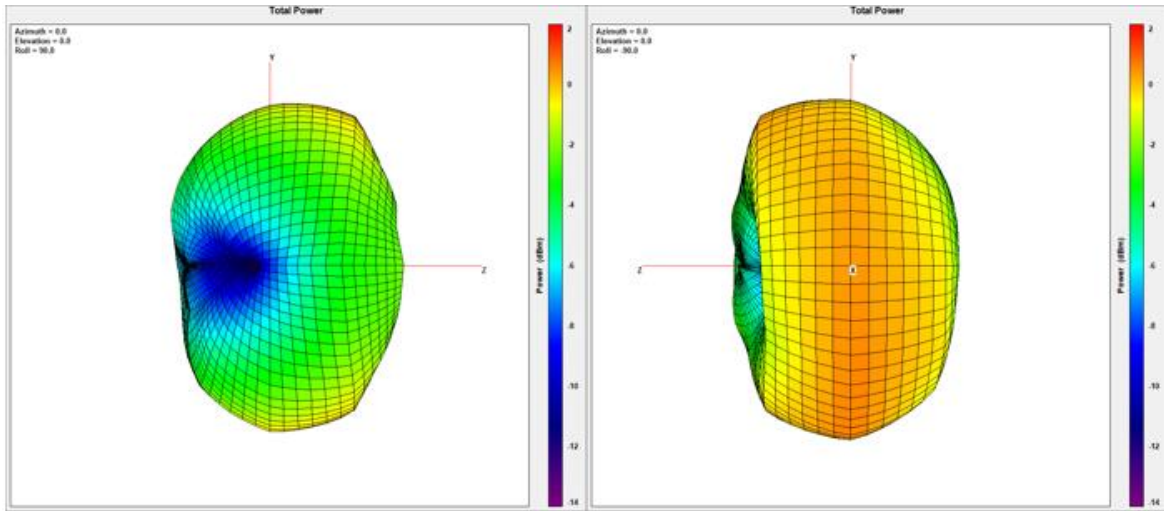 Total Power
Azimuth = 0.0
Elevation = 0.0
Roll = 90.0
Y
Z
2
0
-2
-4
-6
-8
-10
-12
-14
Power (dBm)
Total Power
Azimuth = 0.0
Elevation = 0.0
Roll = -90.0
Y
Z
X
2
0
-2
-4
-6
-8
-10
-12
-14
Power (dBm)